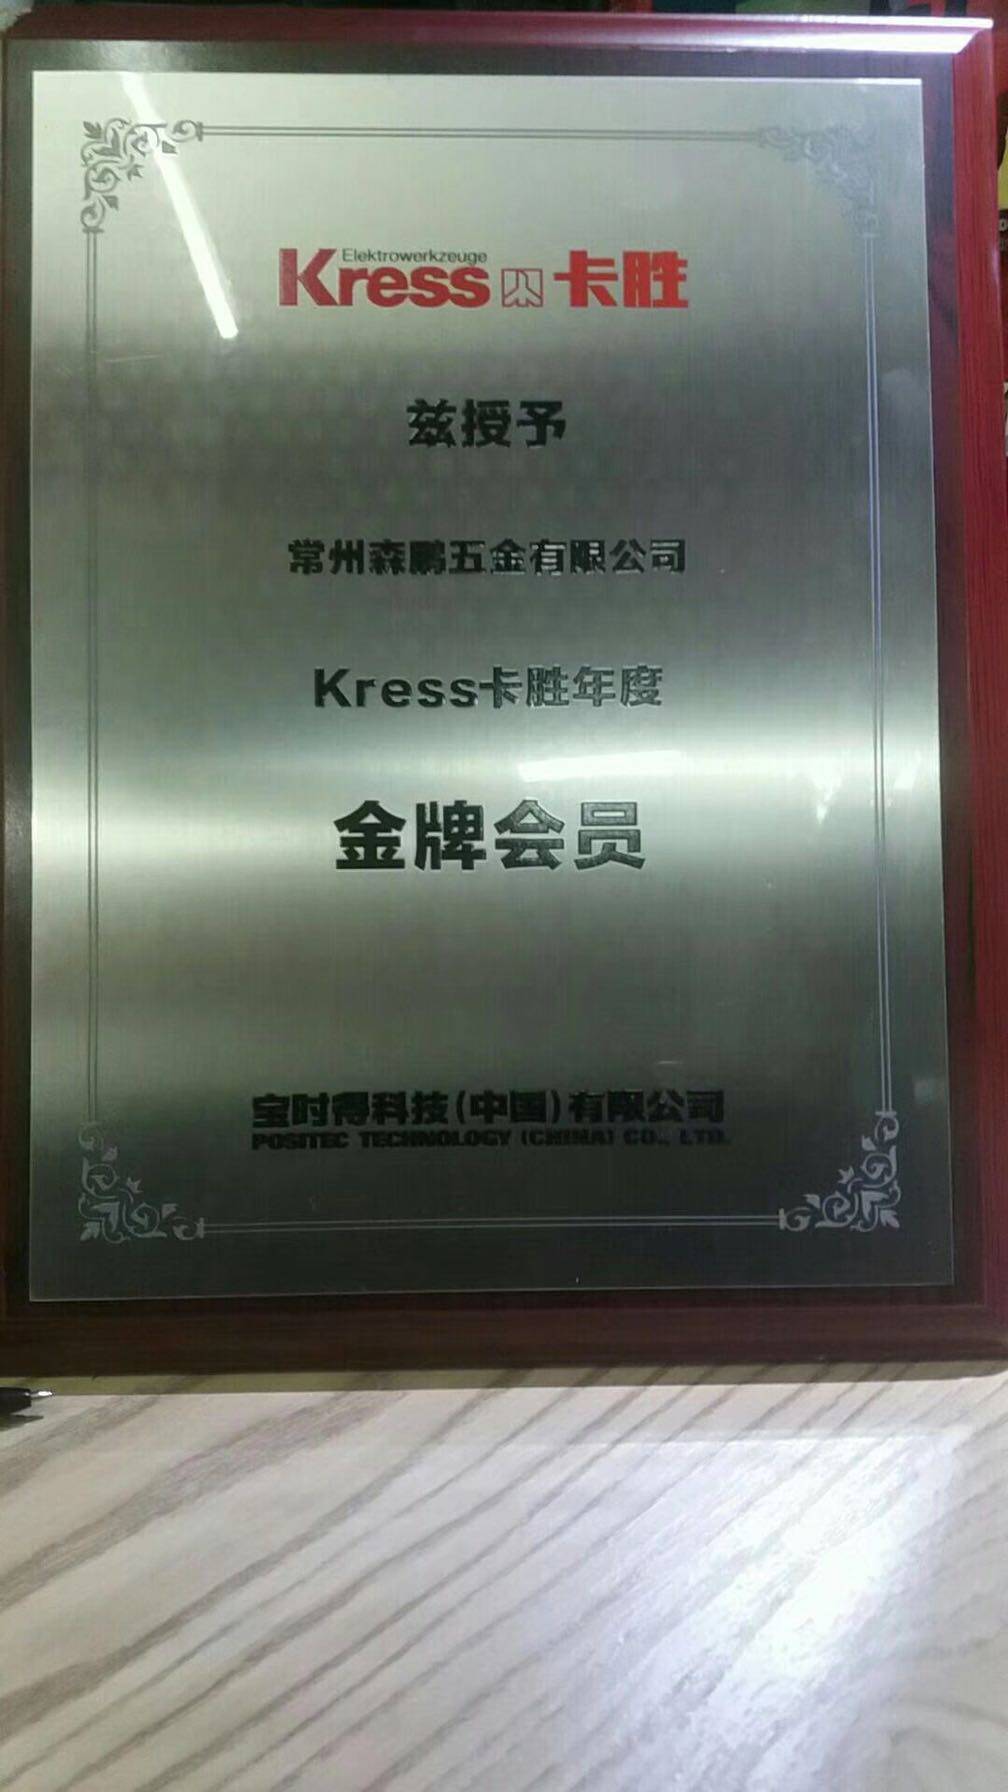 Elektrowerkzeuge
Kress 卡胜
兹授予
常州森鹏五金有限公司
Kress卡胜年度
金牌会员
宝时得科技(中国)有限公司
POSITEC TECHNOLOGY (CHINA) CO., LTD.